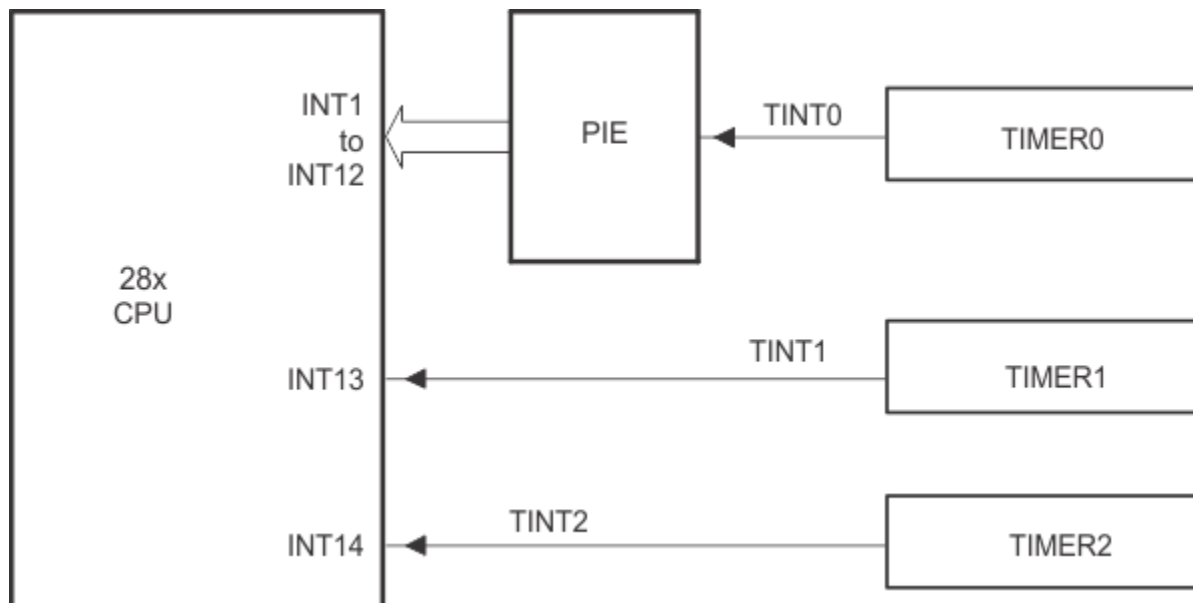 INT1
to
INT12
PIE
TINT0
TIMER0
28x
CPU
INT13
TINT1
TIMER1
INT14
TINT2
TIMER2